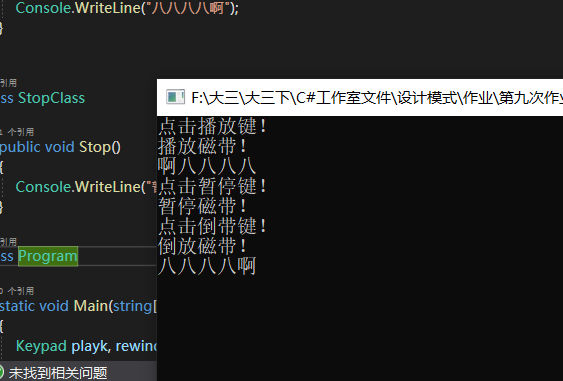 Console.WriteLine("八八八八啊");
}
引用
ss StopClass
1 个引用
public void Stop()
{
Console.WriteLine("
}
引用
ss Program
0 个引用
static void Main(string[
{
Keypad playk, rewin
未找到相关问题
F:\大三\大三下\C#工作室文件\设计模式\作业\第九次作业
点击播放键！
播放磁带！
啊八八八八
点击暂停键！
暂停磁带！
点击倒带键！
倒放磁带！
八八八八啊